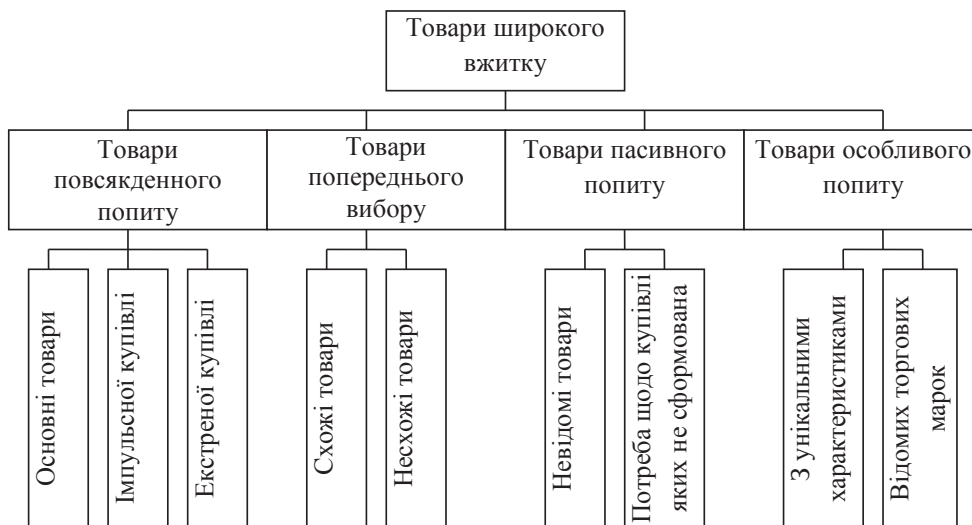 Товари широкого
вжитку
Товари
повсякденного
попиту
Товари
попереднього
вибору
Товари пасивного
попиту
Товари особливого
попиту
Основні товари
Імпульсної купівлі
Екстреної купівлі
Схожі товари
Несхожі товари
Невідомі товари
Потреба щодо купівлі
яких не сформована
З унікальними
характеристиками
Відомих торгових
марок